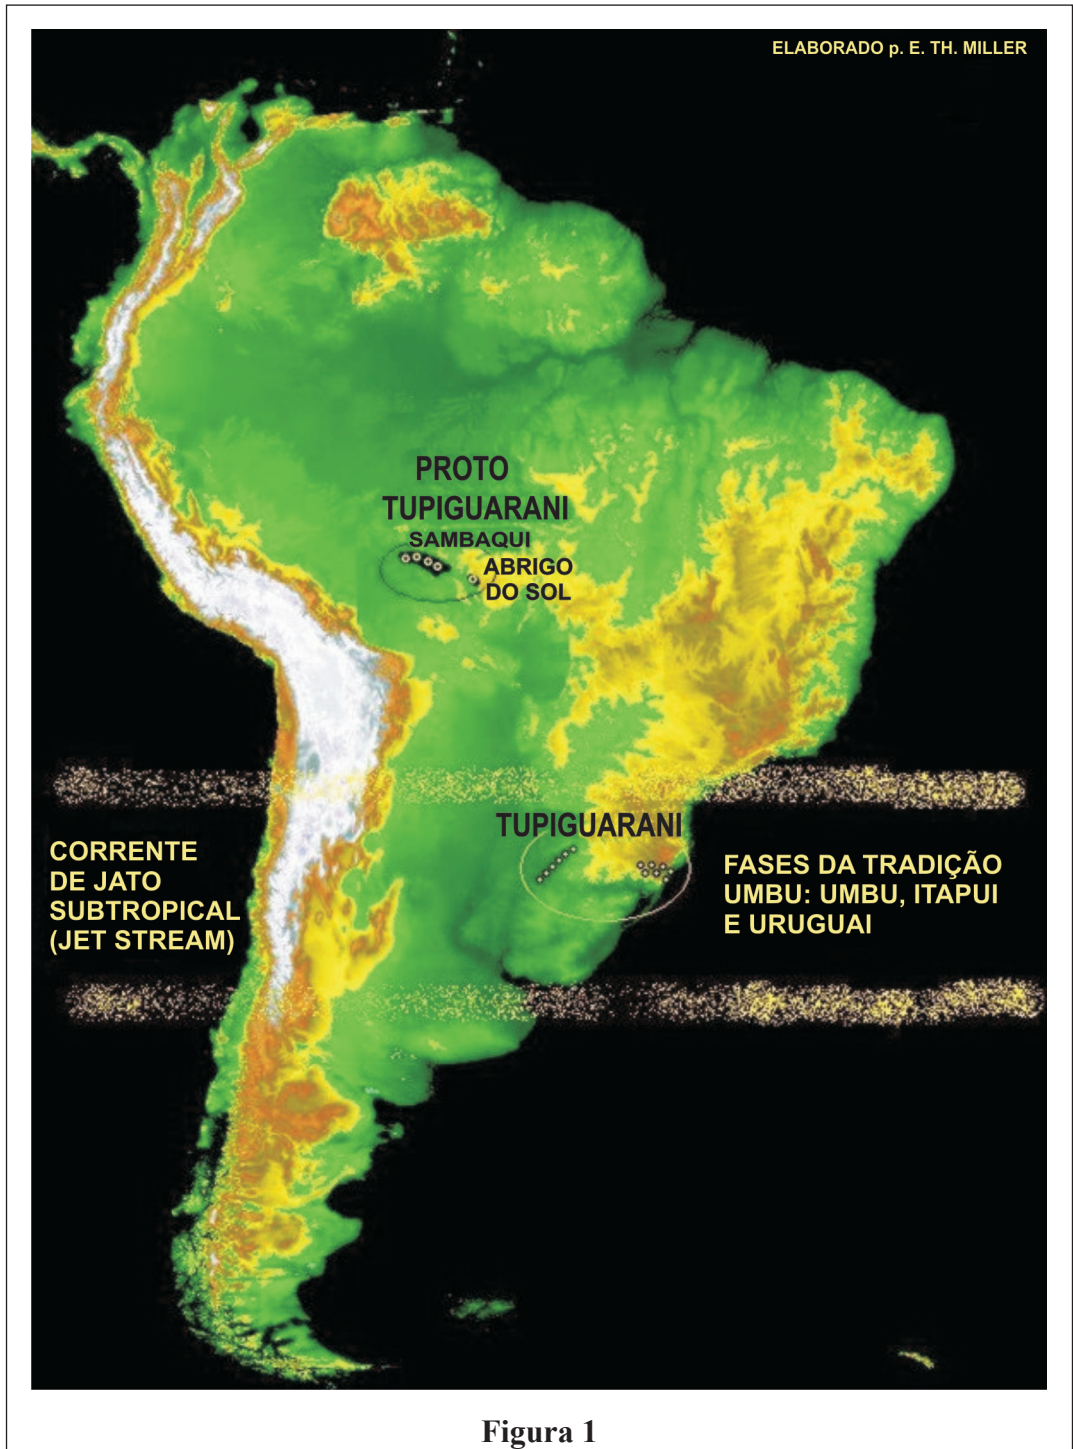 ELABORADO p. E. TH. MILLER
PROTO
TUPIGUARANI
SAMBAQUI
ABRIGO
DO SOL
TUPIGUARANI
CORRENTE
DE JATO
SUBTROPICAL
(JET STREAM)
FASES DA TRADIÇÃO
UMBU: UMBU, ITAPUI
E URUGUAI
Figura 1